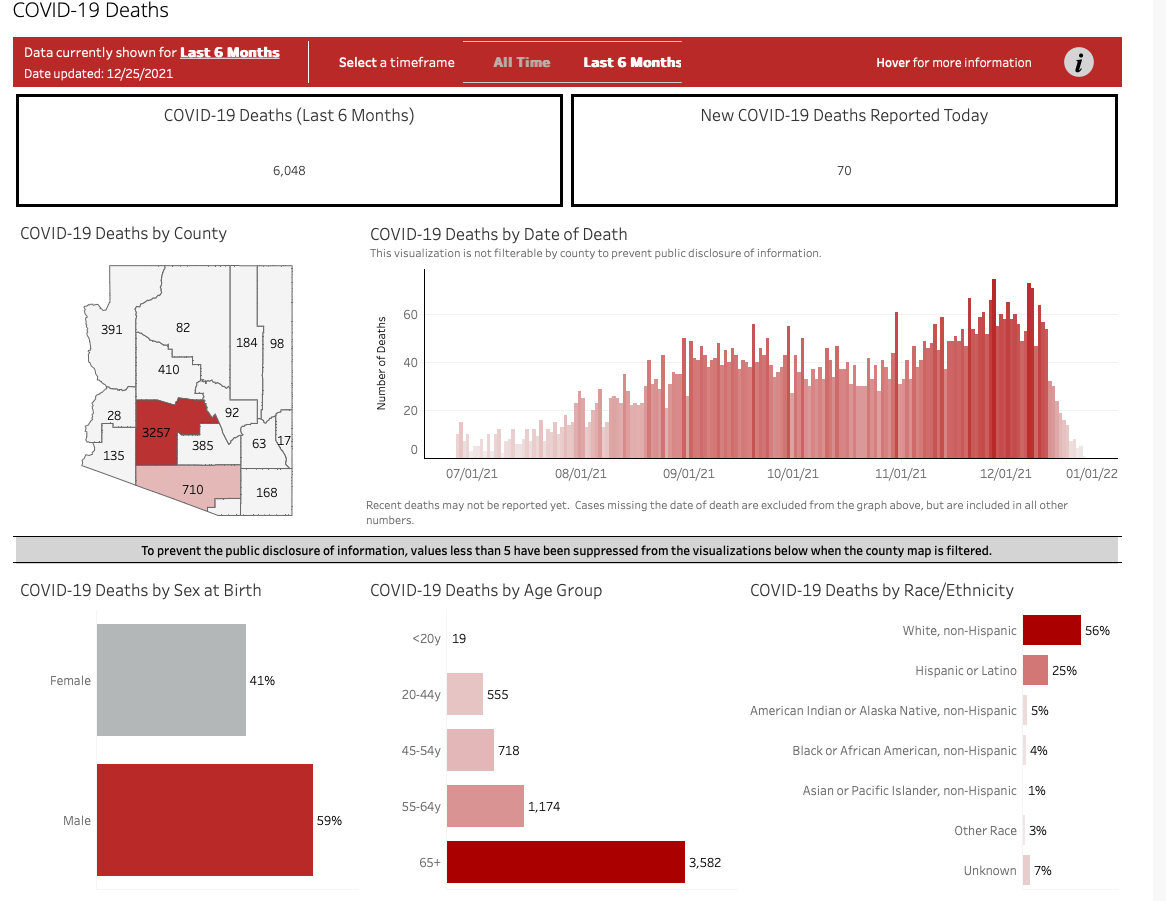 COVID-19 Deaths
Data currently shown for Last 6 Months
Date updated: 12/25/2021
Select a timeframe
All Time
Last 6 Months
Hover for more information
i
COVID-19 Deaths (Last 6 Months)
6,048
New COVID-19 Deaths Reported Today
70
COVID-19 Deaths by County
391
82
184
98
410
28
92
3257
385
63
17
135
710
168
COVID-19 Deaths by Date of Death
This visualization is not filterable by county to prevent public disclosure of information.
Number of Deaths
60
40
20
0
07/01/21
08/01/21
09/01/21
10/01/21
11/01/21
12/01/21
01/01/22
Recent deaths may not be reported yet. Cases missing the date of death are excluded from the graph above, but are included in all other
numbers.
To prevent the public disclosure of information, values less than 5 have been suppressed from the visualizations below when the county map is filtered.
COVID-19 Deaths by Sex at Birth
Female
41%
Male
59%
COVID-19 Deaths by Age Group
<20y
19
20-44y
555
45-54y
718
55-64y
1,174
65+
3,582
COVID-19 Deaths by Race/Ethnicity
White, non-Hispanic
56%
Hispanic or Latino
25%
American Indian or Alaska Native, non-Hispanic
5%
Black or African American, non-Hispanic
4%
Asian or Pacific Islander, non-Hispanic
1%
Other Race
3%
Unknown
7%